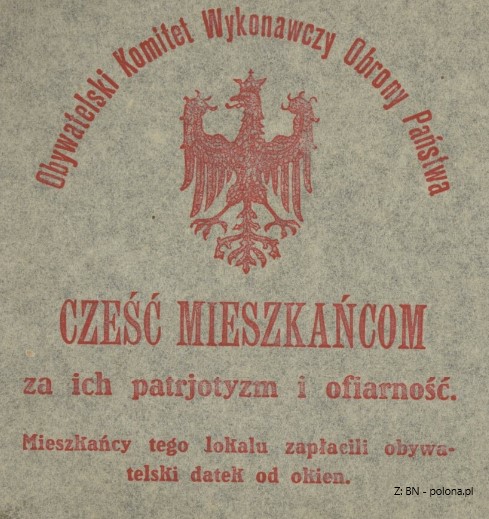 Obywatelski Komitet Wykonawczy Obrony Państwa
CZEŚĆ MIESZKAŃCOM
za ich patrjotyzm i ofiarność.
Mieszkańcy tego lokalu zapłacili obywa-
telski datek od okien.
Z: BN - polona.pl